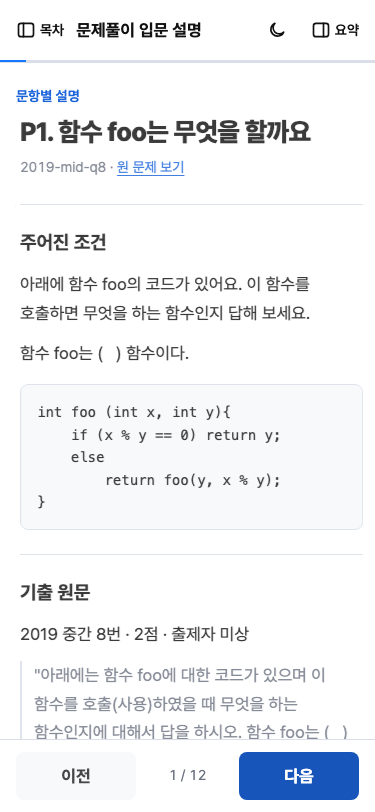 목차 문제풀이 입문 설명 요약
문항별 설명
P1. 함수 foo는 무엇을 할까요
2019-mid-q8 · 원 문제 보기
주어진 조건
아래에 함수 foo의 코드가 있어요. 이 함수를
호출하면 무엇을 하는 함수인지 답해 보세요.
함수 foo는 (   ) 함수이다.
int foo (int x, int y){
    if (x % y == 0) return y;
    else
        return foo(y, x % y);
}
기출 원문
2019 중간 8번 · 2점 · 출제자 미상
"아래에는 함수 foo에 대한 코드가 있으며 이
함수를 호출(사용)하였을 때 무엇을 하는
함수인지에 대해서 답을 하시오. 함수 foo는 (   )
이전 1 / 12 다음